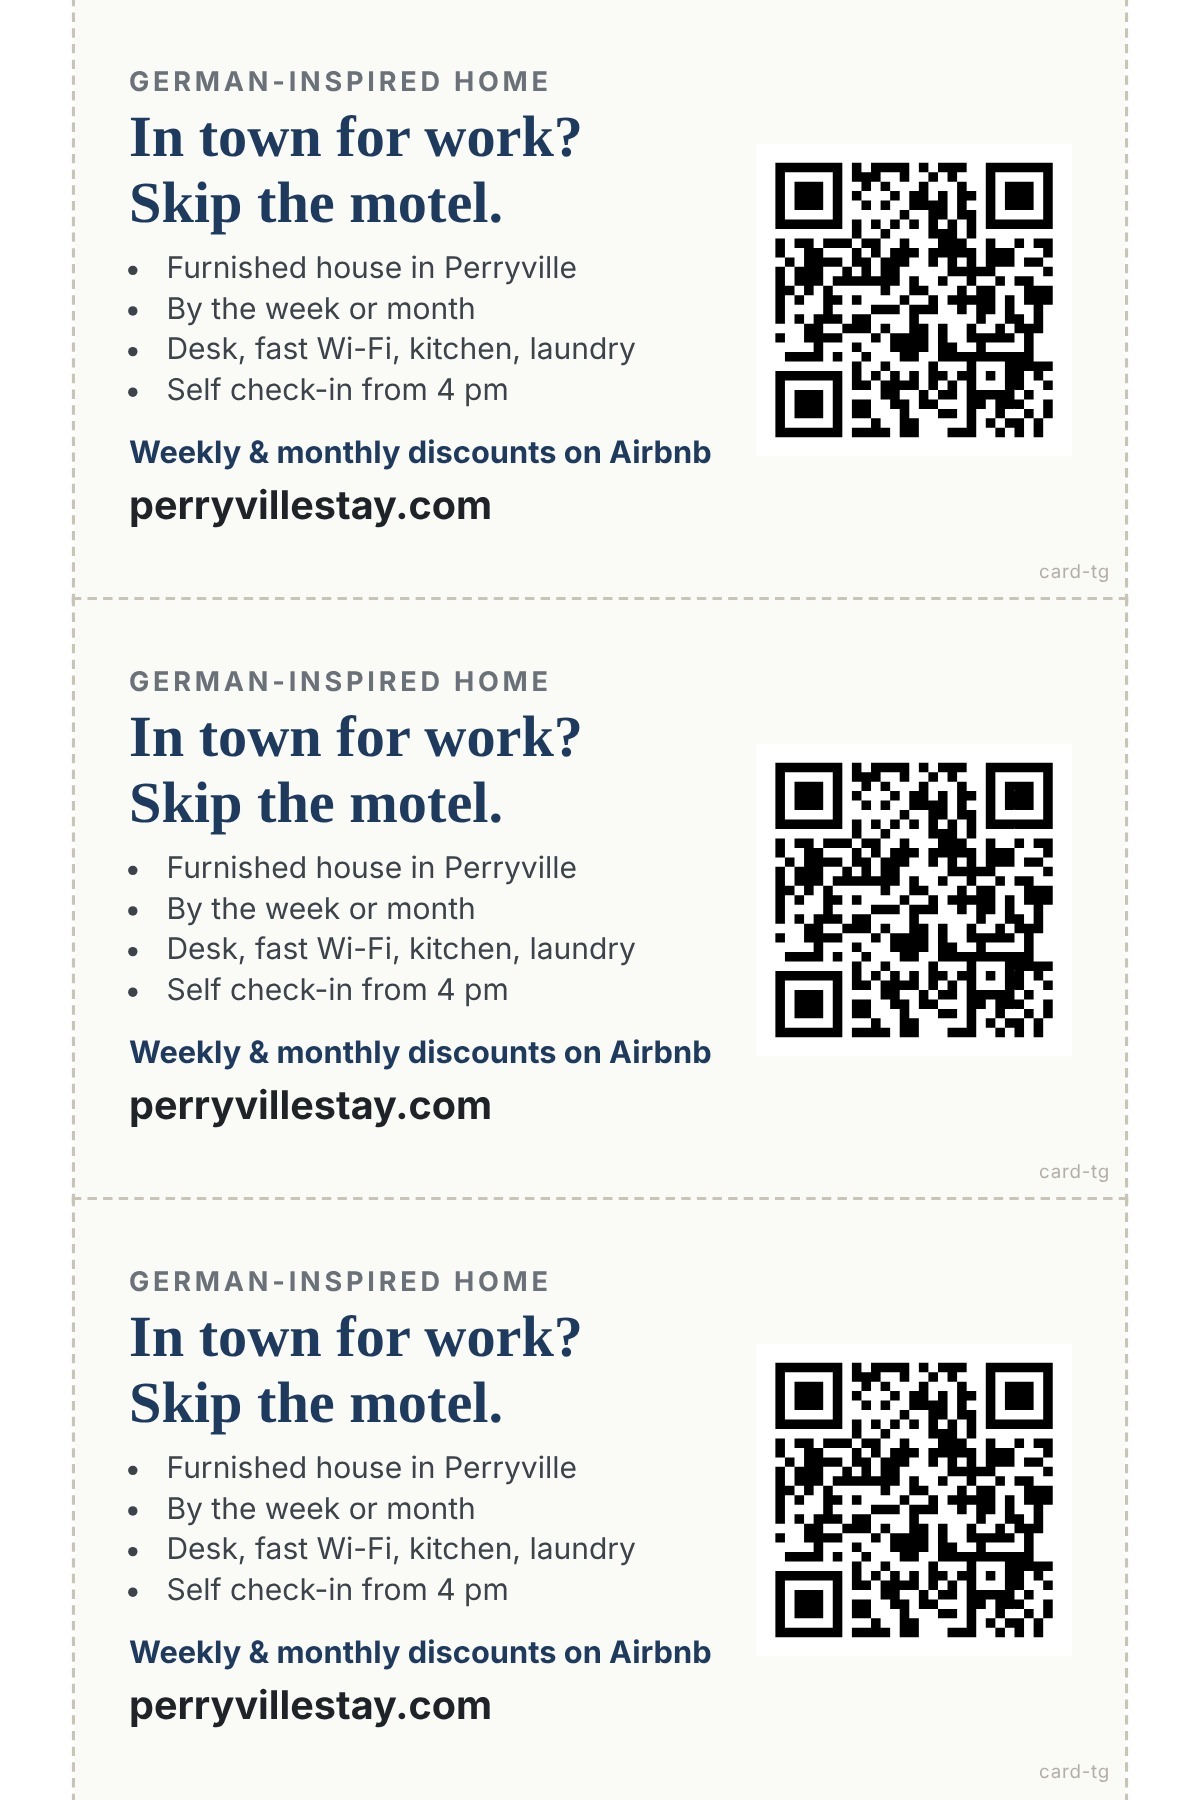 GERMAN-INSPIRED HOME
In town for work?
Skip the motel.
• Furnished house in Perryville
• By the week or month
• Desk, fast Wi-Fi, kitchen, laundry
• Self check-in from 4 pm
Weekly & monthly discounts on Airbnb
perryvillestay.com
card-tg
GERMAN-INSPIRED HOME
In town for work?
Skip the motel.
• Furnished house in Perryville
• By the week or month
• Desk, fast Wi-Fi, kitchen, laundry
• Self check-in from 4 pm
Weekly & monthly discounts on Airbnb
perryvillestay.com
card-tg
GERMAN-INSPIRED HOME
In town for work?
Skip the motel.
• Furnished house in Perryville
• By the week or month
• Desk, fast Wi-Fi, kitchen, laundry
• Self check-in from 4 pm
Weekly & monthly discounts on Airbnb
perryvillestay.com
card-tg